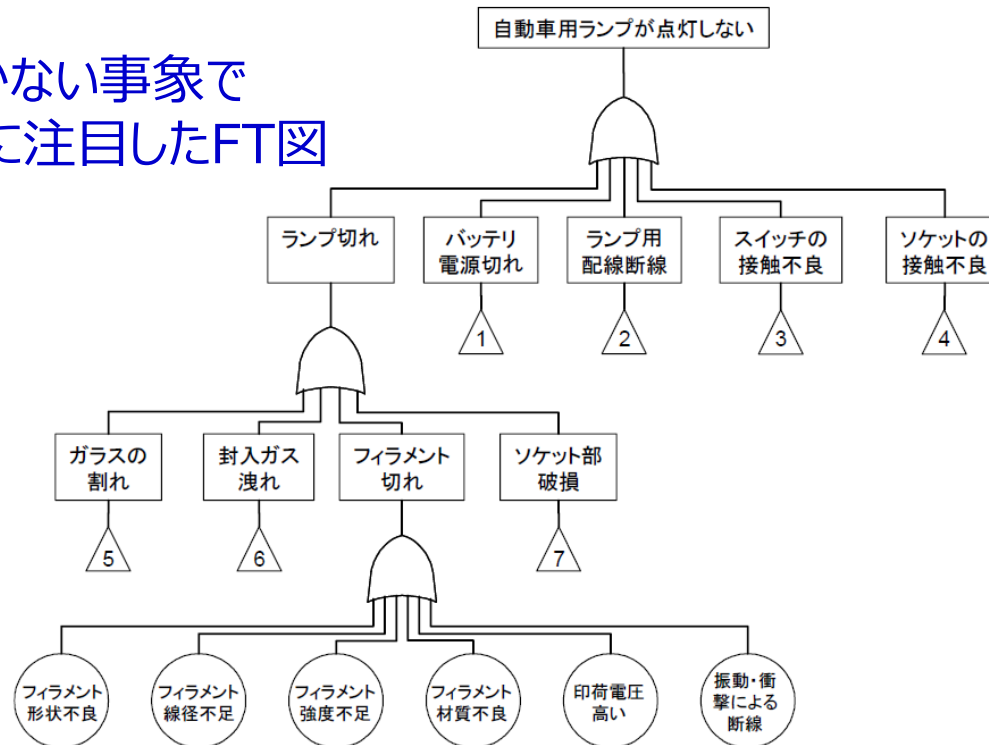 自動車用ランプが点灯しない
かない事象で
に注目したFT図
ランプ切れ
バッテリ
電源切れ
ランプ用
配線断線
スイッチの
接触不良
ソケットの
接触不良
1
2
3
4
ガラスの
割れ
封入ガス
洩れ
フィラメント
切れ
ソケット部
破損
5
6
7
フィラメント
形状不良
フィラメント
線径不足
フィラメント
強度不足
フィラメント
材質不良
印荷電圧
高い
振動・衝
撃による
断線